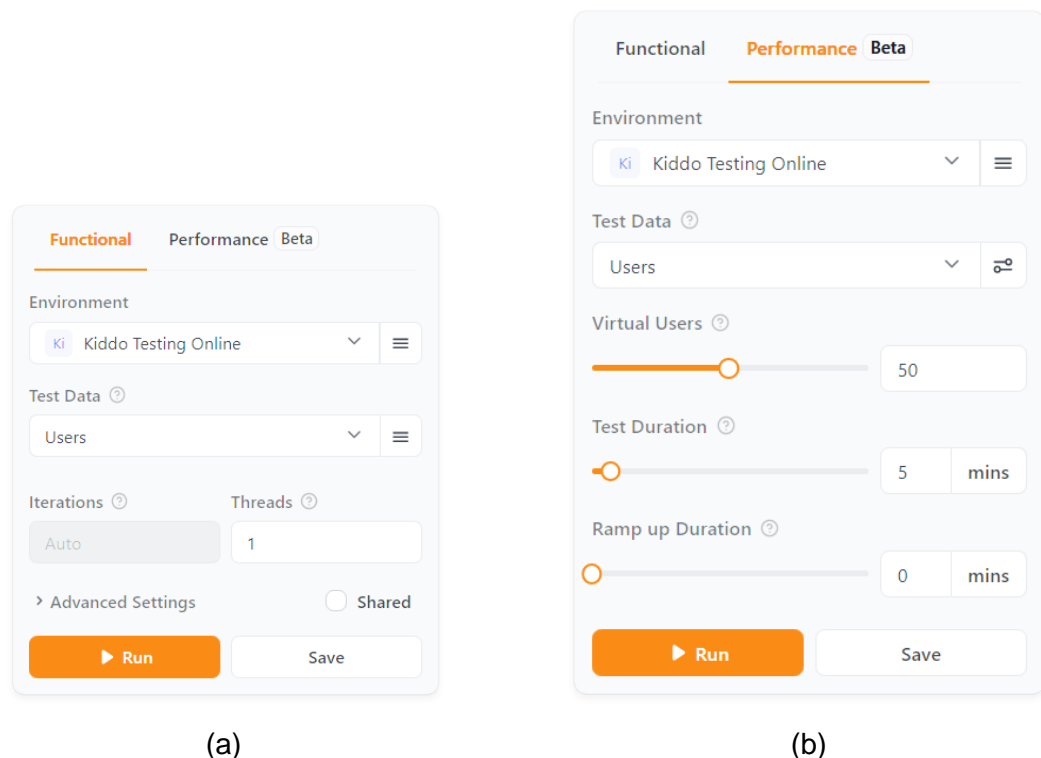 Functional Performance Beta
Environment
Ki Kiddo Testing Online
Test Data ?
Users
Iterations ? Threads ?
Auto 1
Advanced Settings Shared
Run Save
(a)
Functional Performance Beta
Environment
Ki Kiddo Testing Online
Test Data ?
Users
Virtual Users ?
50
Test Duration ?
5 mins
Ramp up Duration ?
0 mins
Run Save
(b)